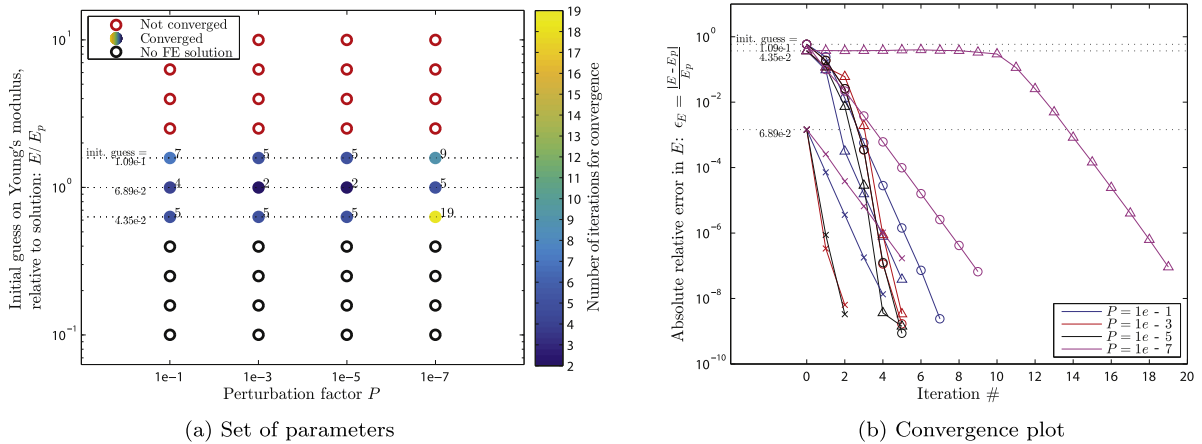 Initial guess on Young's modulus,
relative to solution: E/E_p
10^1
10^0
10^-1
Not converged
Converged
No FE solution
init. guess =
1.09e-1
6.89e-2
4.35e-2
7
5
5
9
4
2
2
5
5
5
5
19
1e-1
1e-3
1e-5
1e-7
Perturbation factor P
19
18
17
16
15
14
13
12
11
10
9
8
7
6
5
4
3
2
Number of iterations for convergence
(a) Set of parameters
Absolute relative error in E: ϵ_E = |E - E_p| / E_p
10^0
10^-2
10^-4
10^-6
10^-8
10^-10
init. guess =
1.09e-1
4.35e-2
6.89e-2
P = 1e - 1
P = 1e - 3
P = 1e - 5
P = 1e - 7
0
2
4
6
8
10
12
14
16
18
20
Iteration #
(b) Convergence plot